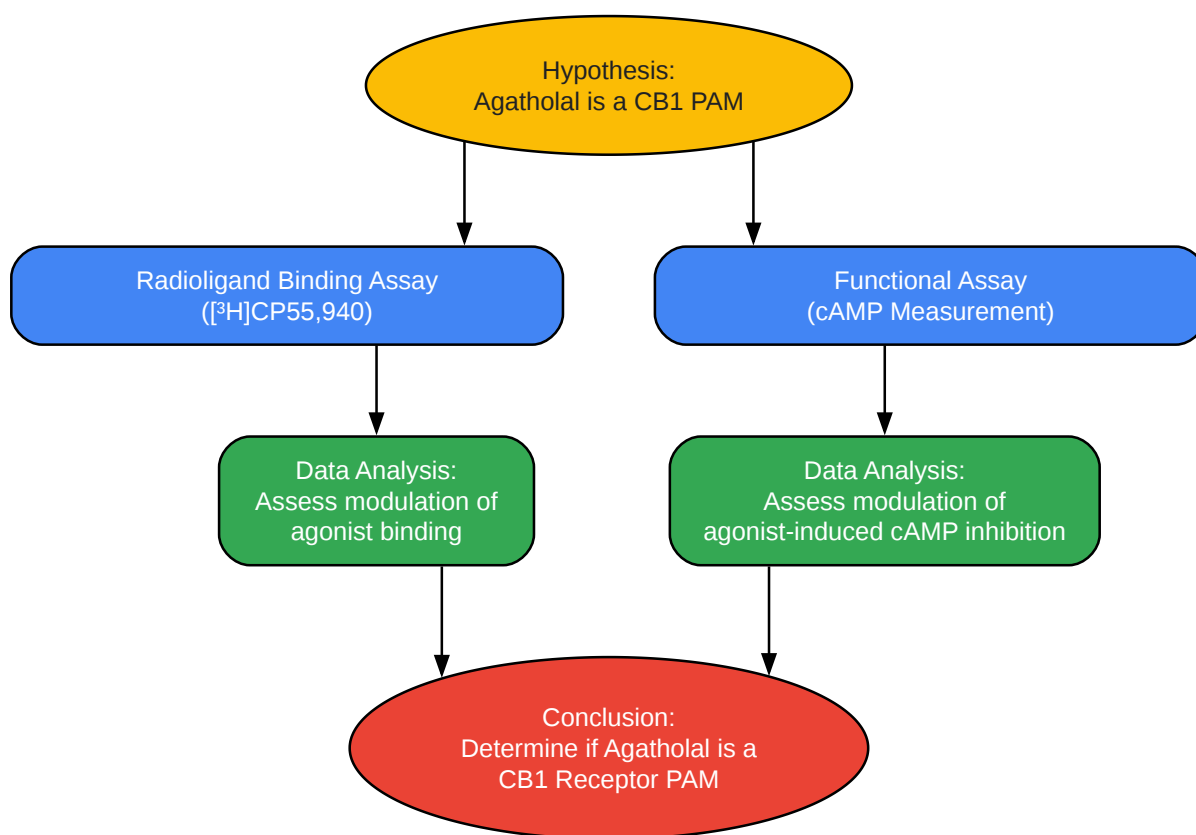 Hypothesis:
Agatholal is a CB1 PAM
Radioligand Binding Assay
([³H]CP55,940)
Functional Assay
(cAMP Measurement)
Data Analysis:
Assess modulation of
agonist binding
Data Analysis:
Assess modulation of
agonist-induced cAMP inhibition
Conclusion:
Determine if Agatholal is a
CB1 Receptor PAM